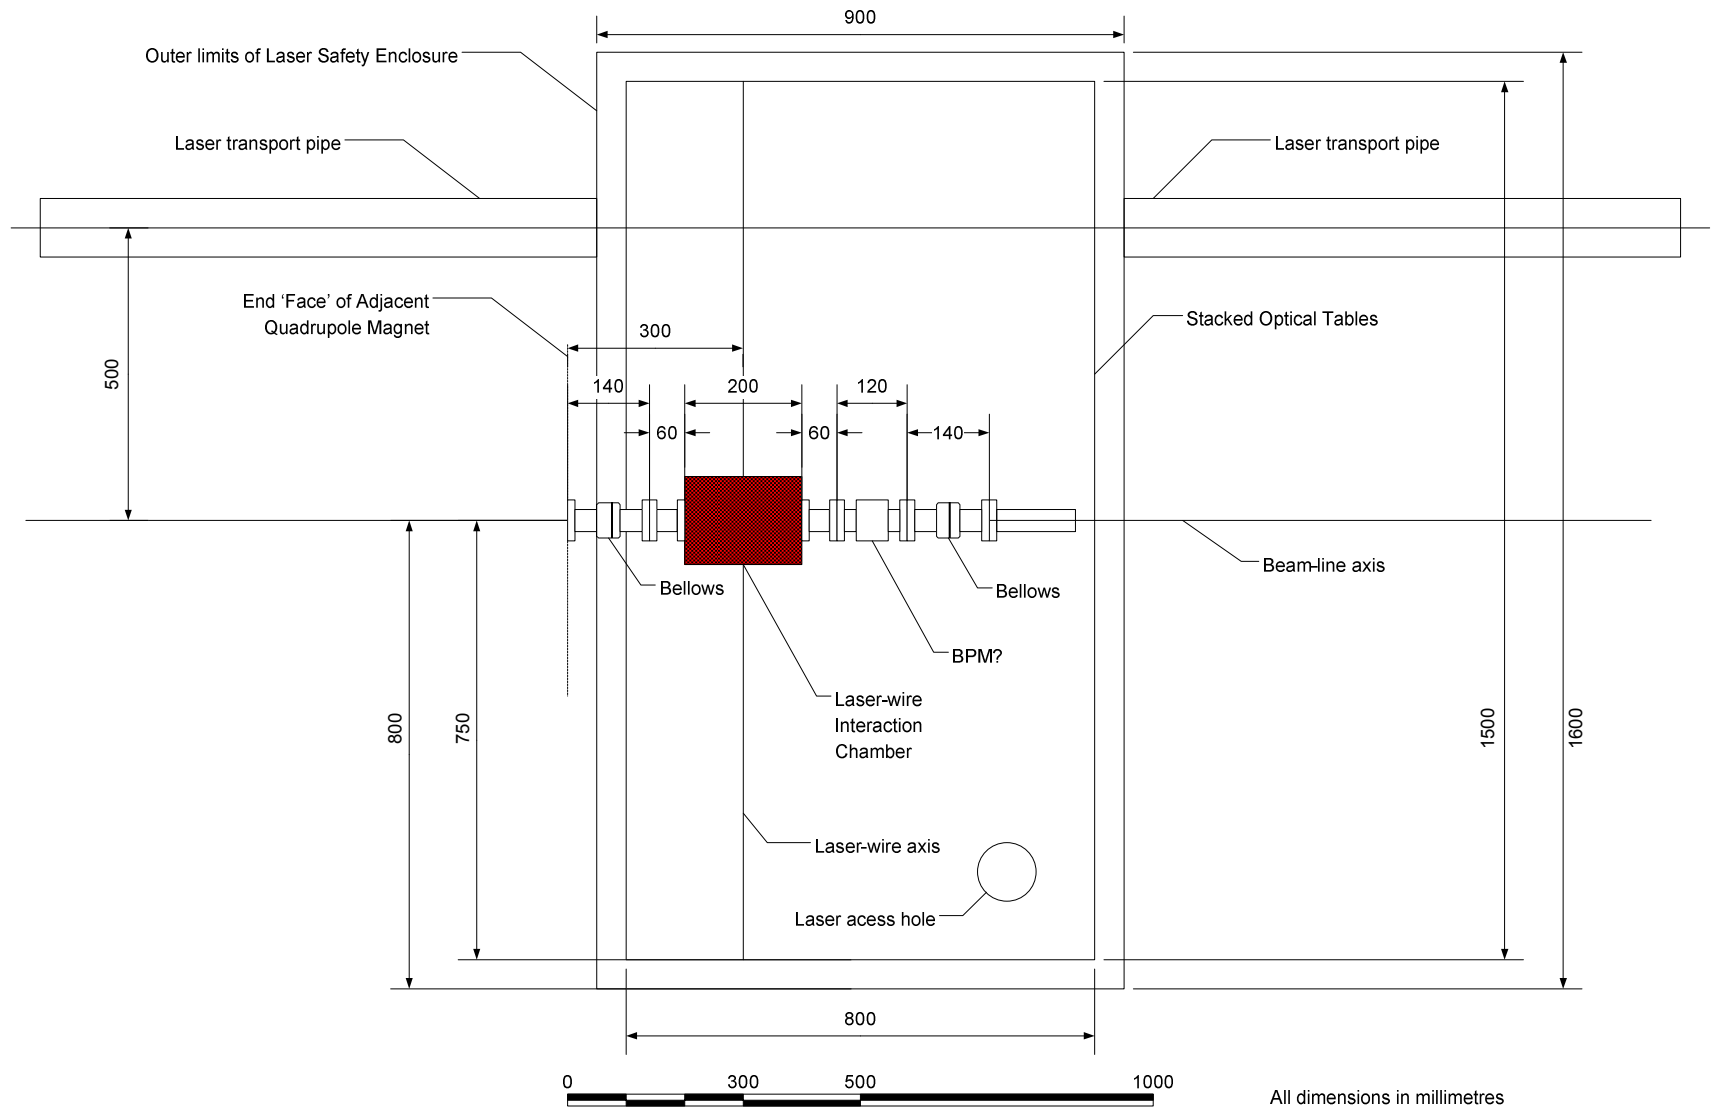 900
Outer limits of Laser Safety Enclosure
Laser transport pipe
Laser transport pipe
End ‘Face’ of Adjacent
Quadrupole Magnet
Stacked Optical Tables
300
500
140
200
120
60
60
140
Bellows
Bellows
Beam-line axis
BPM?
Laser-wire
Interaction
Chamber
800
750
1500
1600
Laser-wire axis
Laser acess hole
800
0
300
500
1000
All dimensions in millimetres